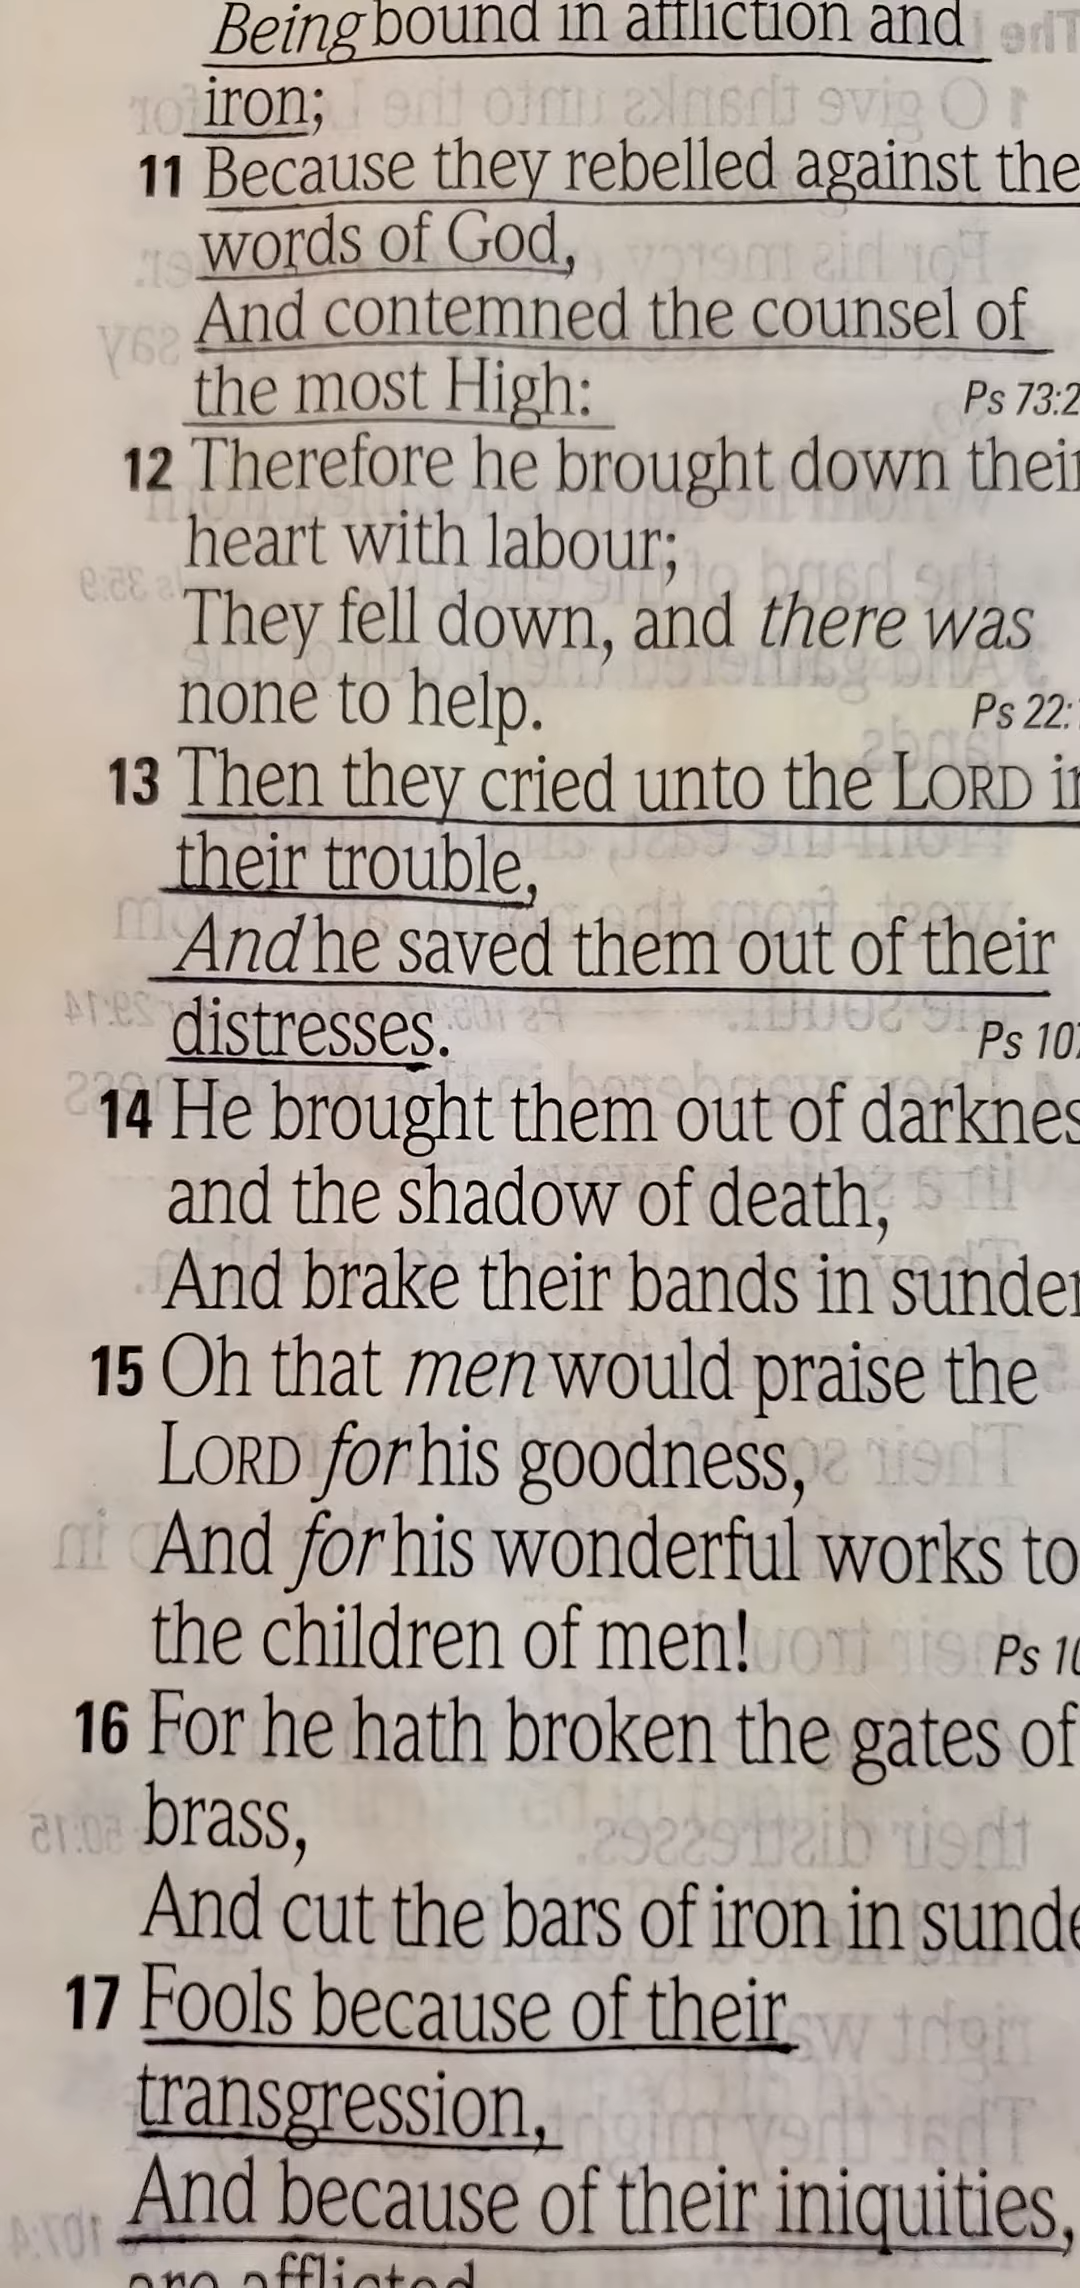 Being bound in affliction and
iron;
11 Because they rebelled against the
words of God,
And contemned the counsel of
the most High: Ps 73:2
12 Therefore he brought down their
heart with labour;
They fell down, and there was
none to help. Ps 22:
13 Then they cried unto the LORD in
their trouble,
And he saved them out of their
distresses. Ps 107
14 He brought them out of darknes
and the shadow of death,
And brake their bands in sunder
15 Oh that men would praise the
LORD for his goodness,
And for his wonderful works to
the children of men! Ps 10
16 For he hath broken the gates of
brass,
And cut the bars of iron in sunde
17 Fools because of their
transgression,
And because of their iniquities,
are afflicted